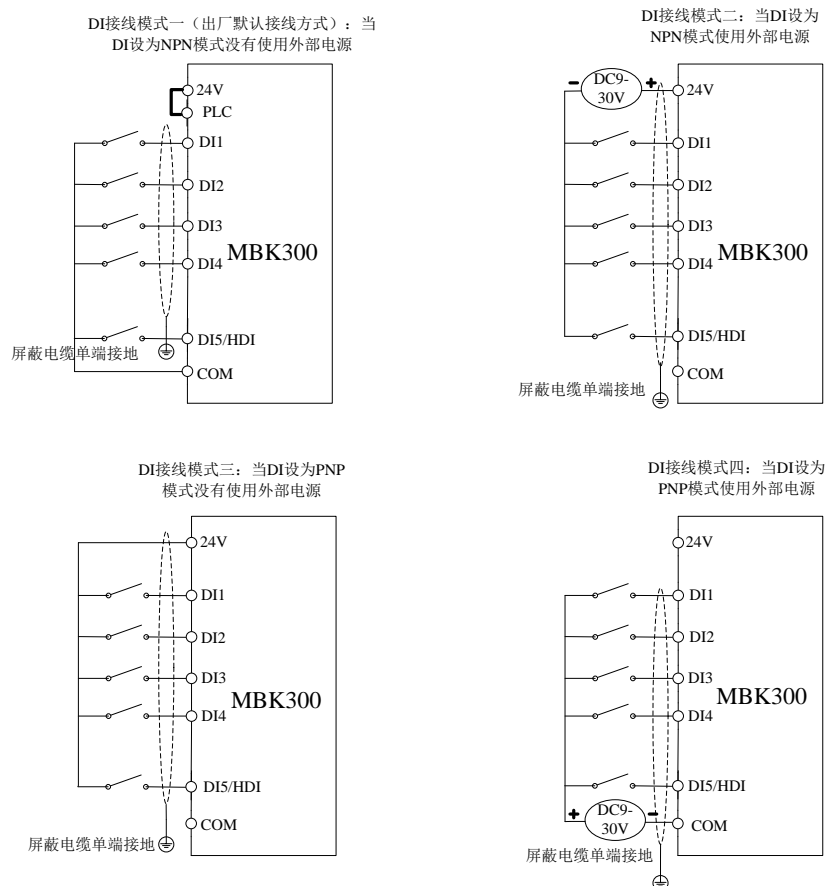 DI接线模式一（出厂默认接线方式）：当
DI设为NPN模式没有使用外部电源
24V
PLC
DI1
DI2
DI3
DI4
MBK300
DI5/HDI
屏蔽电缆单端接地
COM
DI接线模式二：当DI设为
NPN模式使用外部电源
DC9-
30V
24V
DI1
DI2
DI3
DI4
MBK300
DI5/HDI
COM
屏蔽电缆单端接地
DI接线模式三：当DI设为PNP
模式没有使用外部电源
24V
DI1
DI2
DI3
DI4
MBK300
DI5/HDI
COM
屏蔽电缆单端接地
DI接线模式四：当DI设为
PNP模式使用外部电源
24V
DI1
DI2
DI3
DI4
MBK300
DI5/HDI
DC9-
30V
COM
屏蔽电缆单端接地